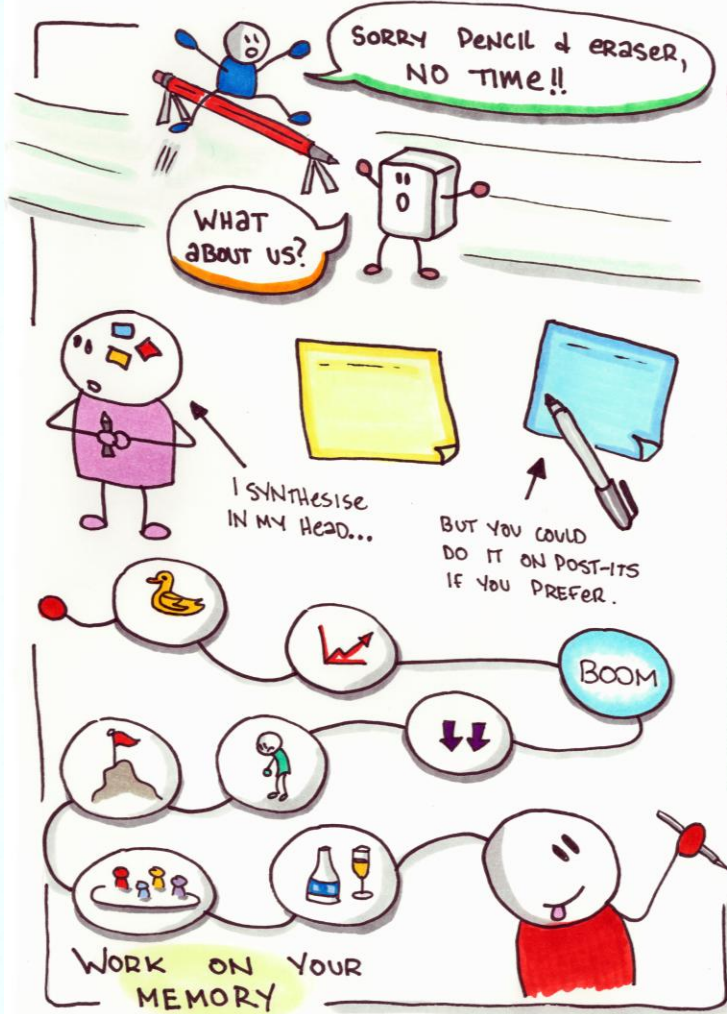 SORRY PENCIL & eraser,
NO TIME!!
WHAT
ABOUT US?
I SYNTHESISE
IN MY HEAD...
BUT YOU COULD
DO IT ON POST-ITS
IF YOU PREFER.
BOOM
WORK ON YOUR
MEMORY